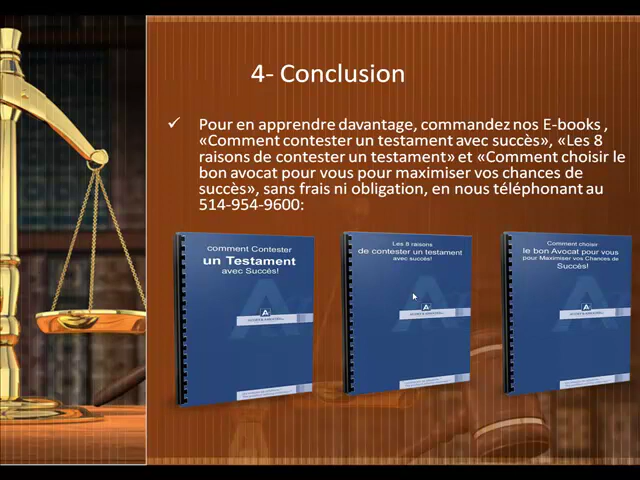 4- Conclusion
✓ Pour en apprendre davantage, commandez nos E-books ,
«Comment contester un testament avec succès», «Les 8
raisons de contester un testament» et «Comment choisir le
bon avocat pour vous pour maximiser vos chances de
succès», sans frais ni obligation, en nous téléphonant au
514-954-9600:
comment Contester
un Testament
avec Succès!
A
Les 8 raisons
de contester un testament
avec succès!
A
Comment choisir
le bon Avocat pour vous
pour Maximiser vos Chances de
Succès!
A